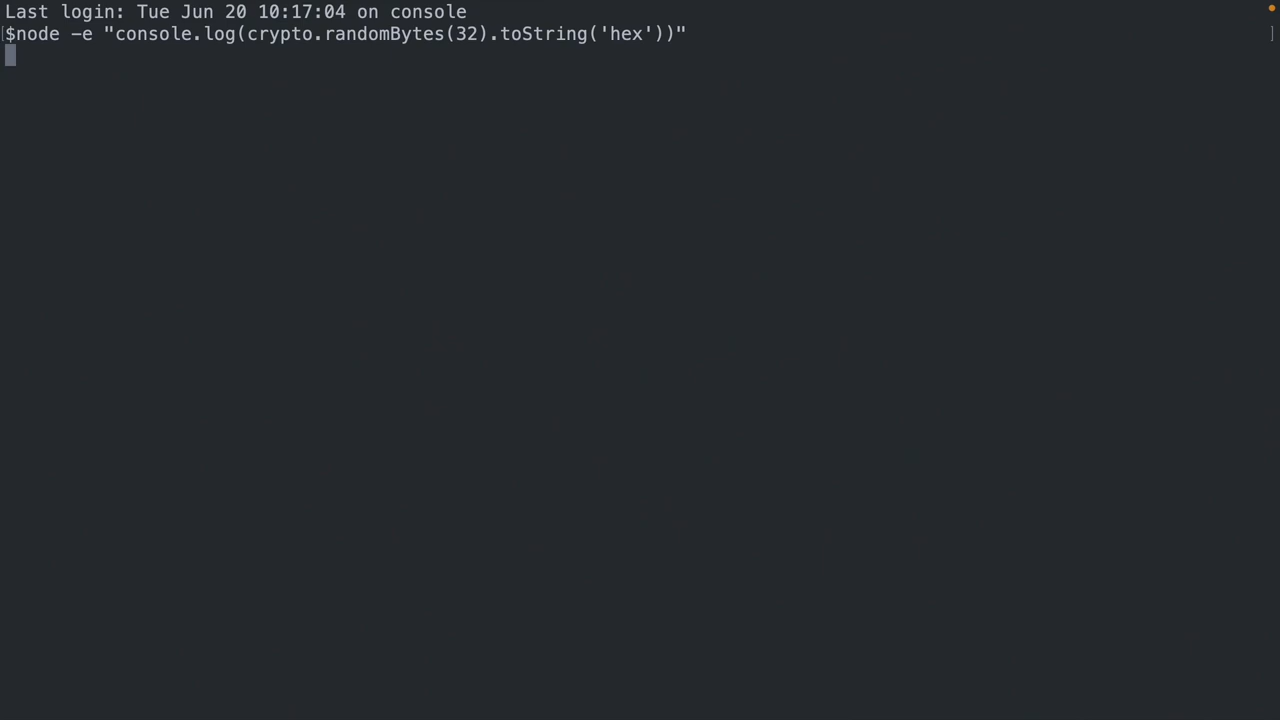 Last login: Tue Jun 20 10:17:04 on console
[$node -e "console.log(crypto.randomBytes(32).toString('hex'))" ]